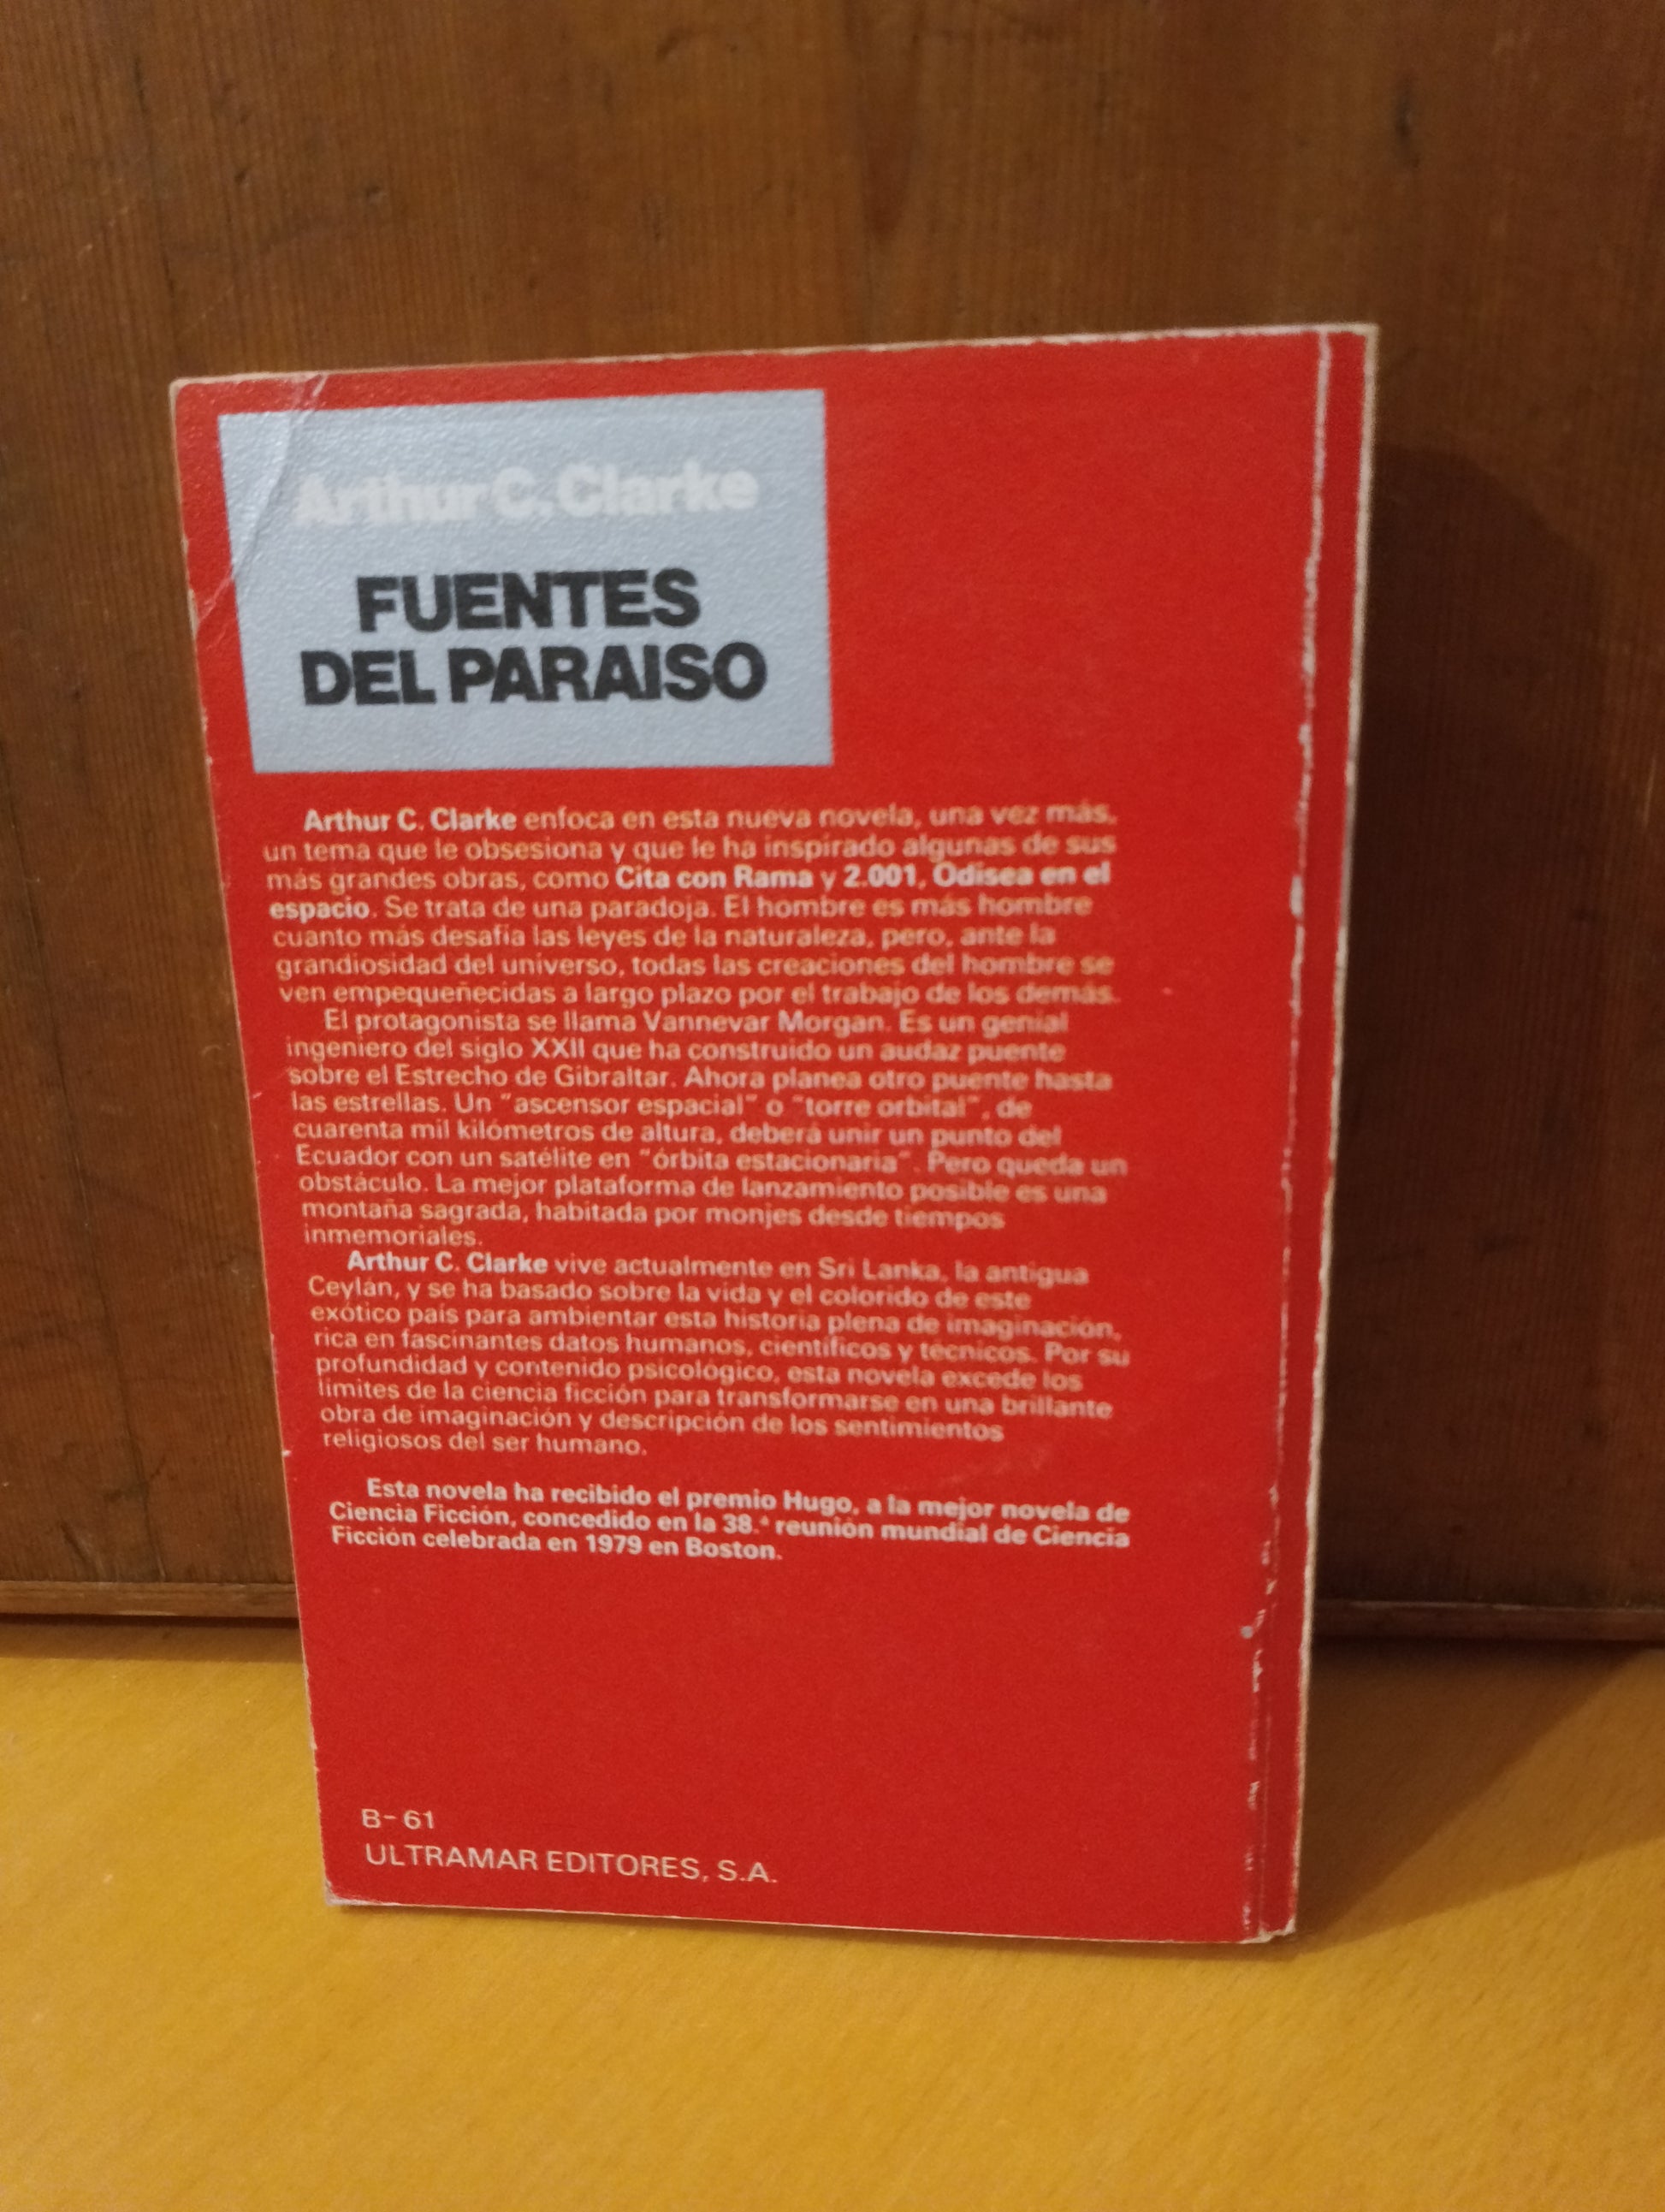 Arthur C. Clarke
FUENTES
DEL PARAISO
Arthur C. Clarke enfoca en esta nueva novela, una vez más,
un tema que le obsesiona y que le ha inspirado algunas de sus
más grandes obras, como Cita con Rama y 2.001, Odisea en el
espacio. Se trata de una paradoja. El hombre es más hombre
cuanto más desafía las leyes de la naturaleza, pero, ante la
grandiosidad del universo, todas las creaciones del hombre se
ven empequeñecidas a largo plazo por el trabajo de los demás.
El protagonista se llama Vannevar Morgan. Es un genial
ingeniero del siglo XXII que ha construido un audaz puente
sobre el Estrecho de Gibraltar. Ahora planea otro puente hasta
las estrellas. Un "ascensor espacial" o "torre orbital", de
cuarenta mil kilómetros de altura, deberá unir un punto del
Ecuador con un satélite en "órbita estacionaria". Pero queda un
obstáculo. La mejor plataforma de lanzamiento posible es una
montaña sagrada, habitada por monjes desde tiempos
inmemoriales.
Arthur C. Clarke vive actualmente en Sri Lanka, la antigua
Ceylán, y se ha basado sobre la vida y el colorido de este
exótico país para ambientar esta historia plena de imaginación,
rica en fascinantes datos humanos, científicos y técnicos. Por su
profundidad y contenido psicológico, esta novela excede los
límites de la ciencia ficción para transformarse en una brillante
obra de imaginación y descripción de los sentimientos
religiosos del ser humano.
Esta novela ha recibido el premio Hugo, a la mejor novela de
Ciencia Ficción, concedido en la 38.ª reunión mundial de Ciencia
Ficción celebrada en 1979 en Boston.
B-61
ULTRAMAR EDITORES, S.A.